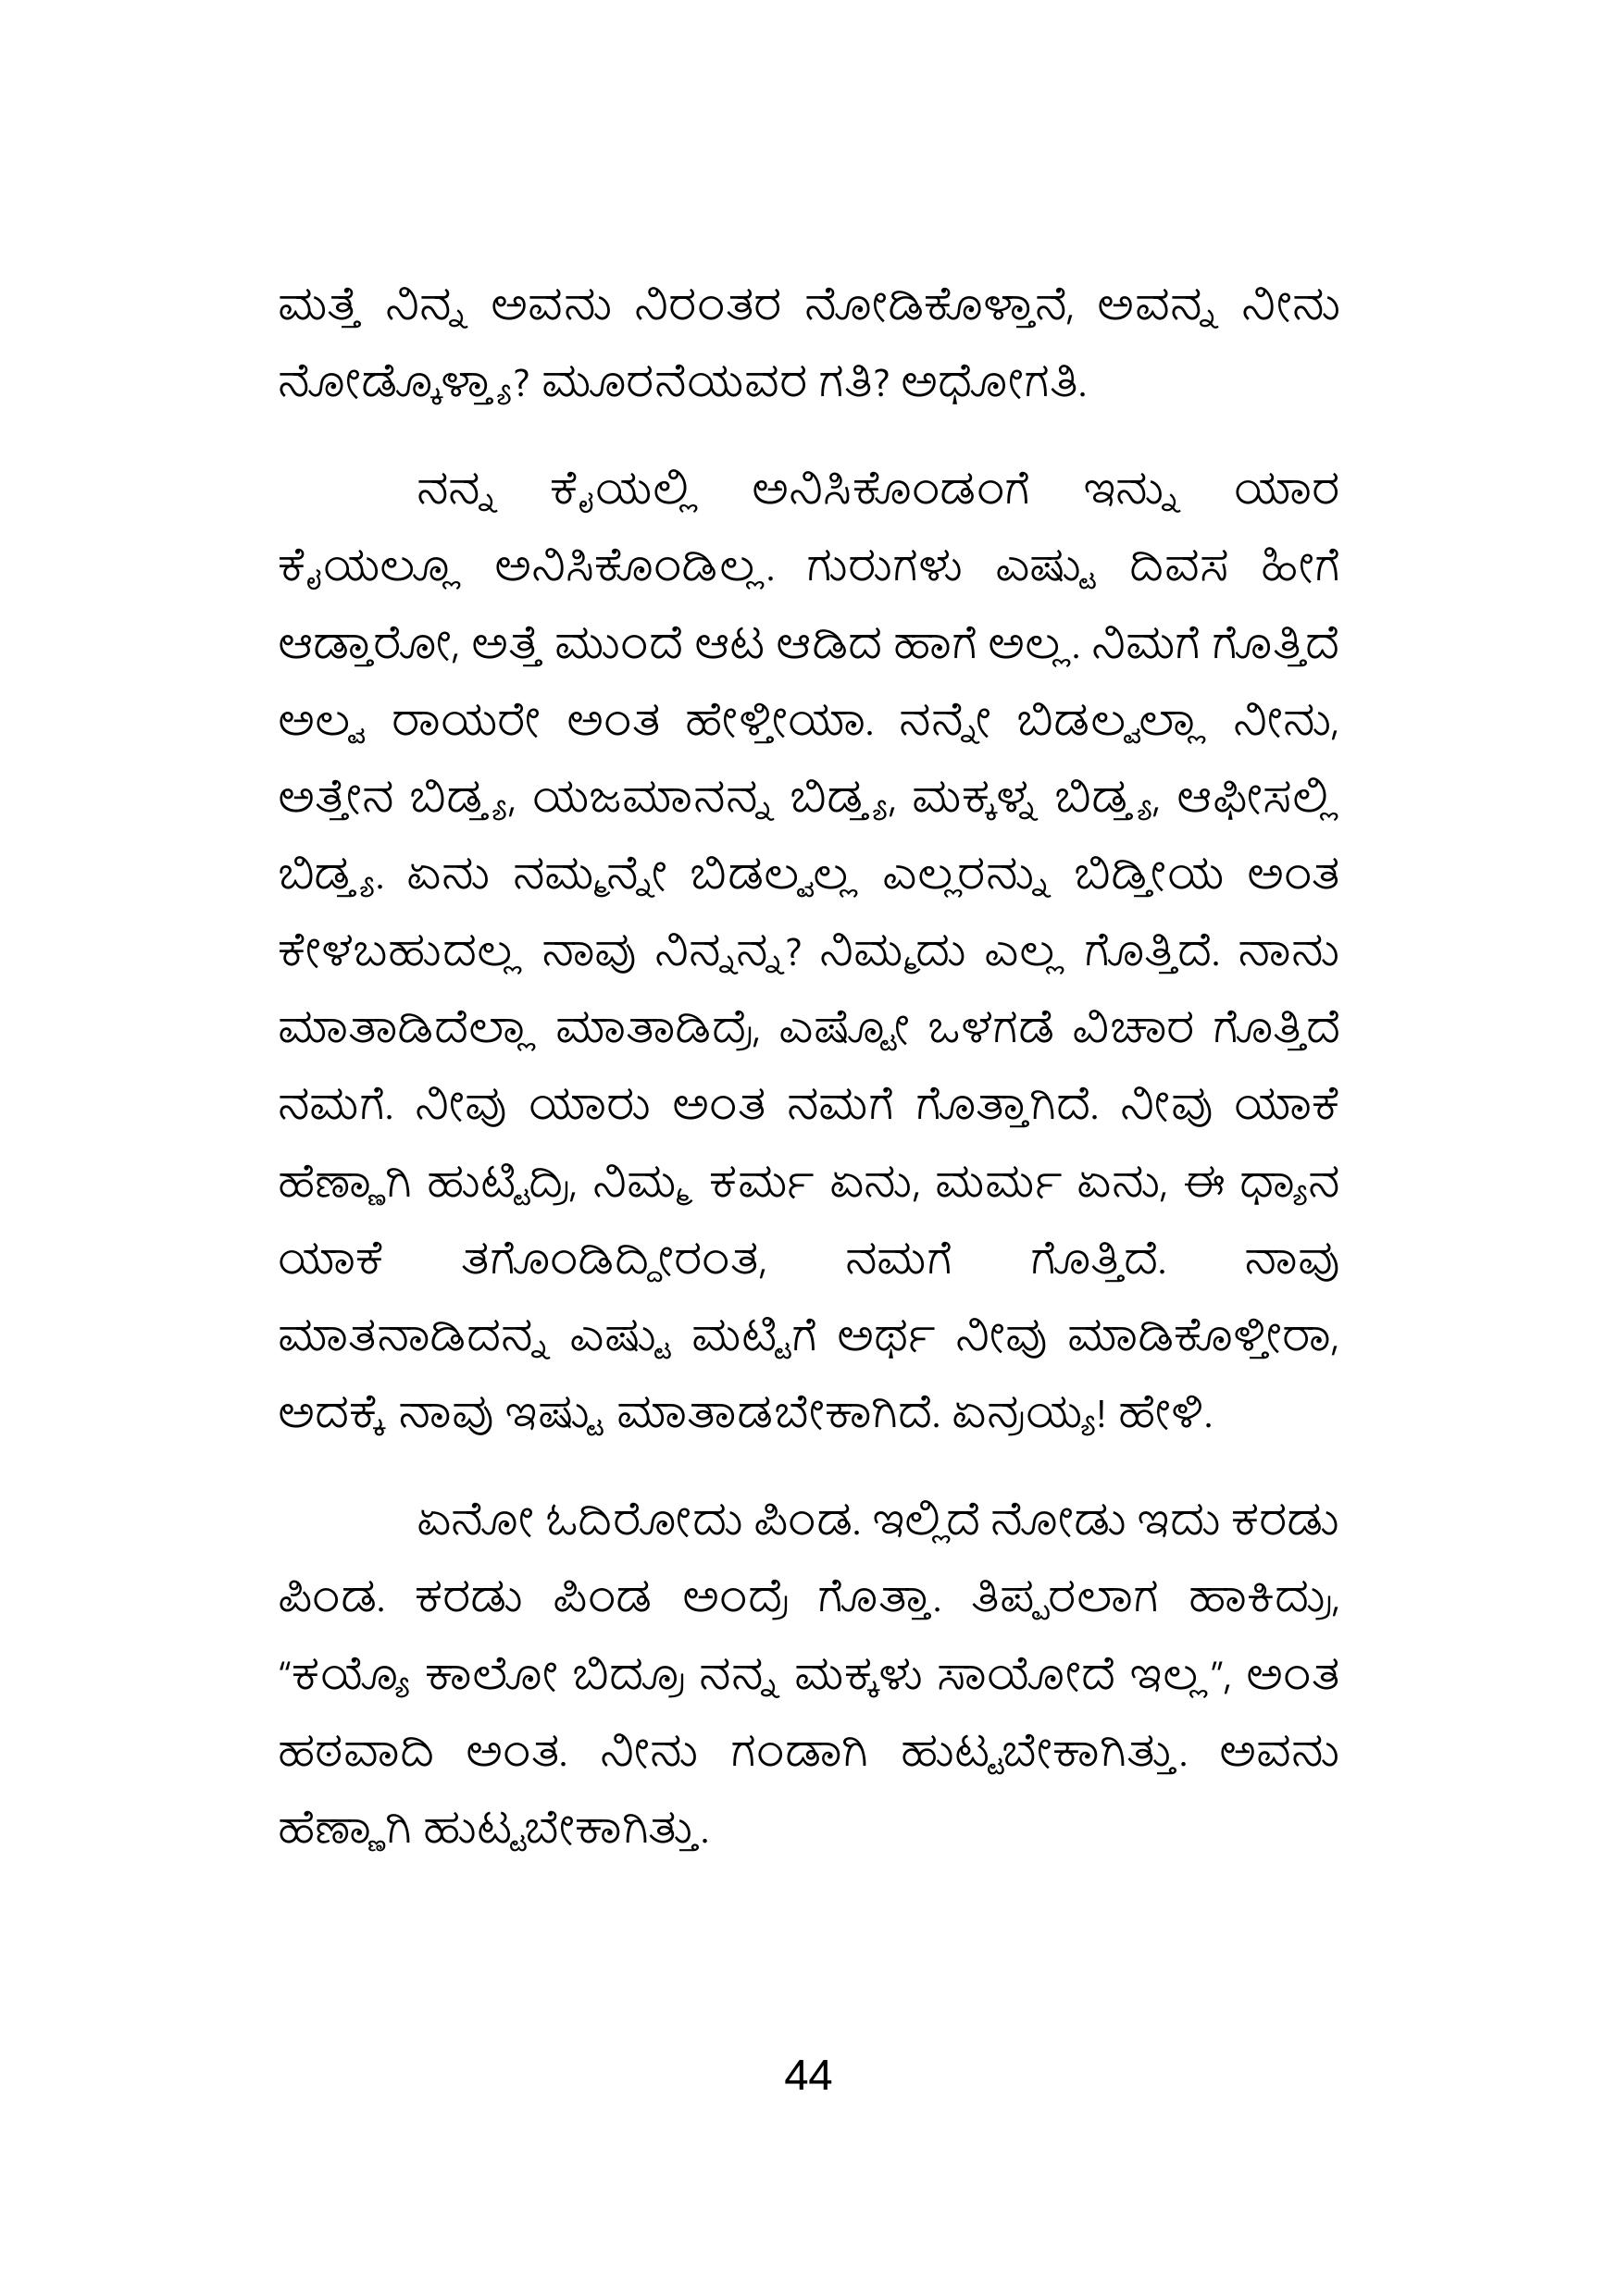 ಮತ್ತೆ ನಿನ್ನ ಅವನು ನಿರಂತರ ನೋಡಿಕೊಳ್ತಾನೆ, ಅವನ್ನ ನೀನು
ನೋಡ್ಕೊಳ್ತ್ಯಾ? ಮೂರನೆಯವರ ಗತಿ? ಅಧೋಗತಿ.
ನನ್ನ ಕೈಯಲ್ಲಿ ಅನಿಸಿಕೊಂಡಂಗೆ ಇನ್ನು ಯಾರ
ಕೈಯಲ್ಲೂ ಅನಿಸಿಕೊಂಡಿಲ್ಲ. ಗುರುಗಳು ಎಷ್ಟು ದಿವಸ ಹೀಗೆ
ಆಡ್ತಾರೋ, ಅತ್ತೆ ಮುಂದೆ ಆಟ ಆಡಿದ ಹಾಗೆ ಅಲ್ಲ. ನಿಮಗೆ ಗೊತ್ತಿದೆ
ಅಲ್ವ ರಾಯರೇ ಅಂತ ಹೇಳ್ತೀಯಾ. ನನ್ನೇ ಬಿಡಲ್ವಲ್ಲಾ ನೀನು,
ಅತ್ತೇನ ಬಿಡ್ತ್ಯ, ಯಜಮಾನನ್ನ ಬಿಡ್ತ್ಯ, ಮಕ್ಕಳ್ನ ಬಿಡ್ತ್ಯ, ಆಫೀಸಲ್ಲಿ
ಬಿಡ್ತ್ಯ. ಏನು ನಮ್ಮನ್ನೇ ಬಿಡಲ್ವಲ್ಲ ಎಲ್ಲರನ್ನು ಬಿಡ್ತೀಯ ಅಂತ
ಕೇಳಬಹುದಲ್ಲ ನಾವು ನಿನ್ನನ್ನ? ನಿಮ್ಮದು ಎಲ್ಲ ಗೊತ್ತಿದೆ. ನಾನು
ಮಾತಾಡಿದೆಲ್ಲಾ ಮಾತಾಡಿದ್ರೆ, ಎಷ್ಟೋ ಒಳಗಡೆ ವಿಚಾರ ಗೊತ್ತಿದೆ
ನಮಗೆ. ನೀವು ಯಾರು ಅಂತ ನಮಗೆ ಗೊತ್ತಾಗಿದೆ. ನೀವು ಯಾಕೆ
ಹೆಣ್ಣಾಗಿ ಹುಟ್ಟಿದ್ರಿ, ನಿಮ್ಮ ಕರ್ಮ ಏನು, ಮರ್ಮ ಏನು, ಈ ಧ್ಯಾನ
ಯಾಕೆ ತಗೊಂಡಿದ್ದೀರಂತ, ನಮಗೆ ಗೊತ್ತಿದೆ. ನಾವು
ಮಾತನಾಡಿದನ್ನ ಎಷ್ಟು ಮಟ್ಟಿಗೆ ಅರ್ಥ ನೀವು ಮಾಡಿಕೊಳ್ತೀರಾ,
ಅದಕ್ಕೆ ನಾವು ಇಷ್ಟು ಮಾತಾಡಬೇಕಾಗಿದೆ. ಏನ್ರಯ್ಯ! ಹೇಳಿ.
ಏನೋ ಓದಿರೋದು ಪಿಂಡ. ಇಲ್ಲಿದೆ ನೋಡು ಇದು ಕರಡು
ಪಿಂಡ. ಕರಡು ಪಿಂಡ ಅಂದ್ರೆ ಗೊತ್ತಾ. ತಿಪ್ಪರಲಾಗ ಹಾಕಿದ್ರು,
“ಕಯ್ಯೊ ಕಾಲೋ ಬಿದ್ರೂ ನನ್ನ ಮಕ್ಕಳು ಸಾಯೋದೆ ಇಲ್ಲ”, ಅಂತ
ಹಠವಾದಿ ಅಂತ. ನೀನು ಗಂಡಾಗಿ ಹುಟ್ಟಬೇಕಾಗಿತ್ತು. ಅವನು
ಹೆಣ್ಣಾಗಿ ಹುಟ್ಟಬೇಕಾಗಿತ್ತು.
44